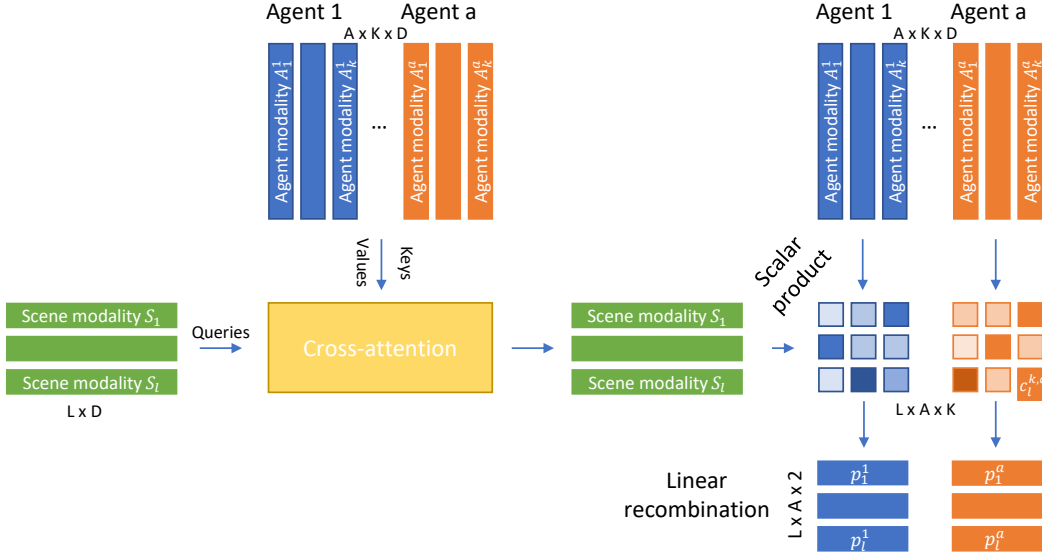 Agent 1
Agent a
A x K x D
Agent modality A_1^1
Agent modality A_k^1
...
Agent modality A_1^a
Agent modality A_k^a
Values
Keys
Scene modality S_1
Scene modality S_l
L x D
Queries
Cross-attention
Scene modality S_1
Scene modality S_l
Agent 1
Agent a
A x K x D
Agent modality A_1^1
Agent modality A_k^1
...
Agent modality A_1^a
Agent modality A_k^a
Scalar
product
L x A x K
Linear
recombination
L x A x 2
p_1^1
p_l^1
p_1^a
p_l^a